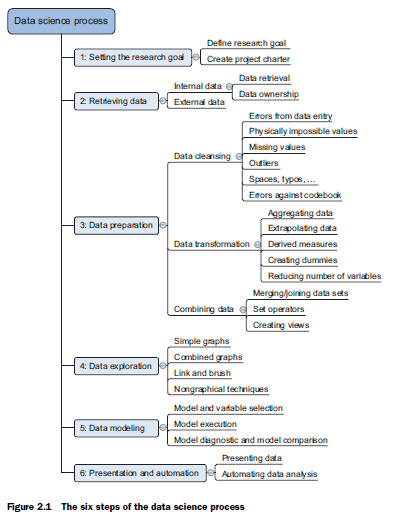 Data science process
1: Setting the research goal
Define research goal
Create project charter
2: Retrieving data
Internal data
Data retrieval
Data ownership
External data
3: Data preparation
Data cleansing
Errors from data entry
Physically impossible values
Missing values
Outliers
Spaces, typos, ...
Errors against codebook
Data transformation
Aggregating data
Extrapolating data
Derived measures
Creating dummies
Reducing number of variables
Combining data
Merging/joining data sets
Set operators
Creating views
4: Data exploration
Simple graphs
Combined graphs
Link and brush
Nongraphical techniques
5: Data modeling
Model and variable selection
Model execution
Model diagnostic and model comparison
6: Presentation and automation
Presenting data
Automating data analysis
Figure 2.1 The six steps of the data science process